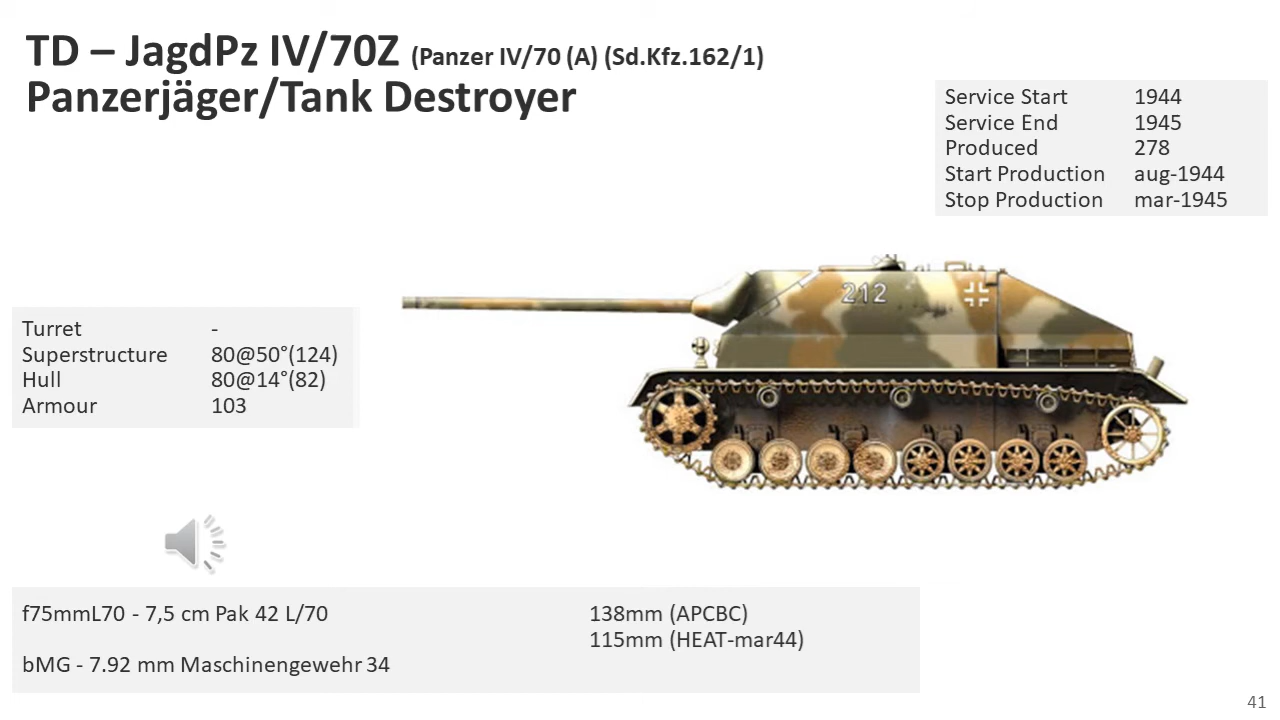 TD – JagdPz IV/70Z (Panzer IV/70 (A) (Sd.Kfz.162/1)
Panzerjäger/Tank Destroyer
Service Start 1944
Service End 1945
Produced 278
Start Production aug-1944
Stop Production mar-1945
212
Turret -
Superstructure 80@50°(124)
Hull 80@14°(82)
Armour 103
f75mmL70 - 7,5 cm Pak 42 L/70 138mm (APCBC)
115mm (HEAT-mar44)
bMG - 7.92 mm Maschinengewehr 34
41